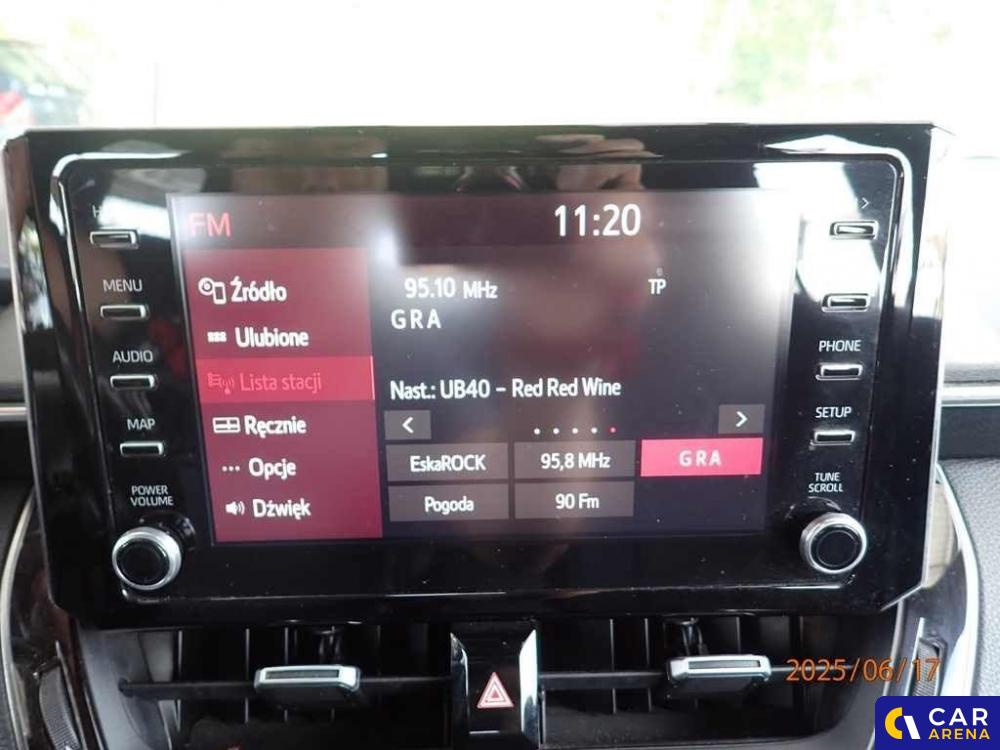 FM
11:20
Źródło
Ulubione
Lista stacji
Ręcznie
Opcje
Dźwięk
95.10 MHz
TP
GRA
Nast.: UB40 – Red Red Wine
EskaROCK
95,8 MHz
GRA
Pogoda
90 Fm
MENU
AUDIO
MAP
POWER
VOLUME
>
PHONE
SETUP
TUNE
SCROLL
2025/06/17
CAR
ARENA